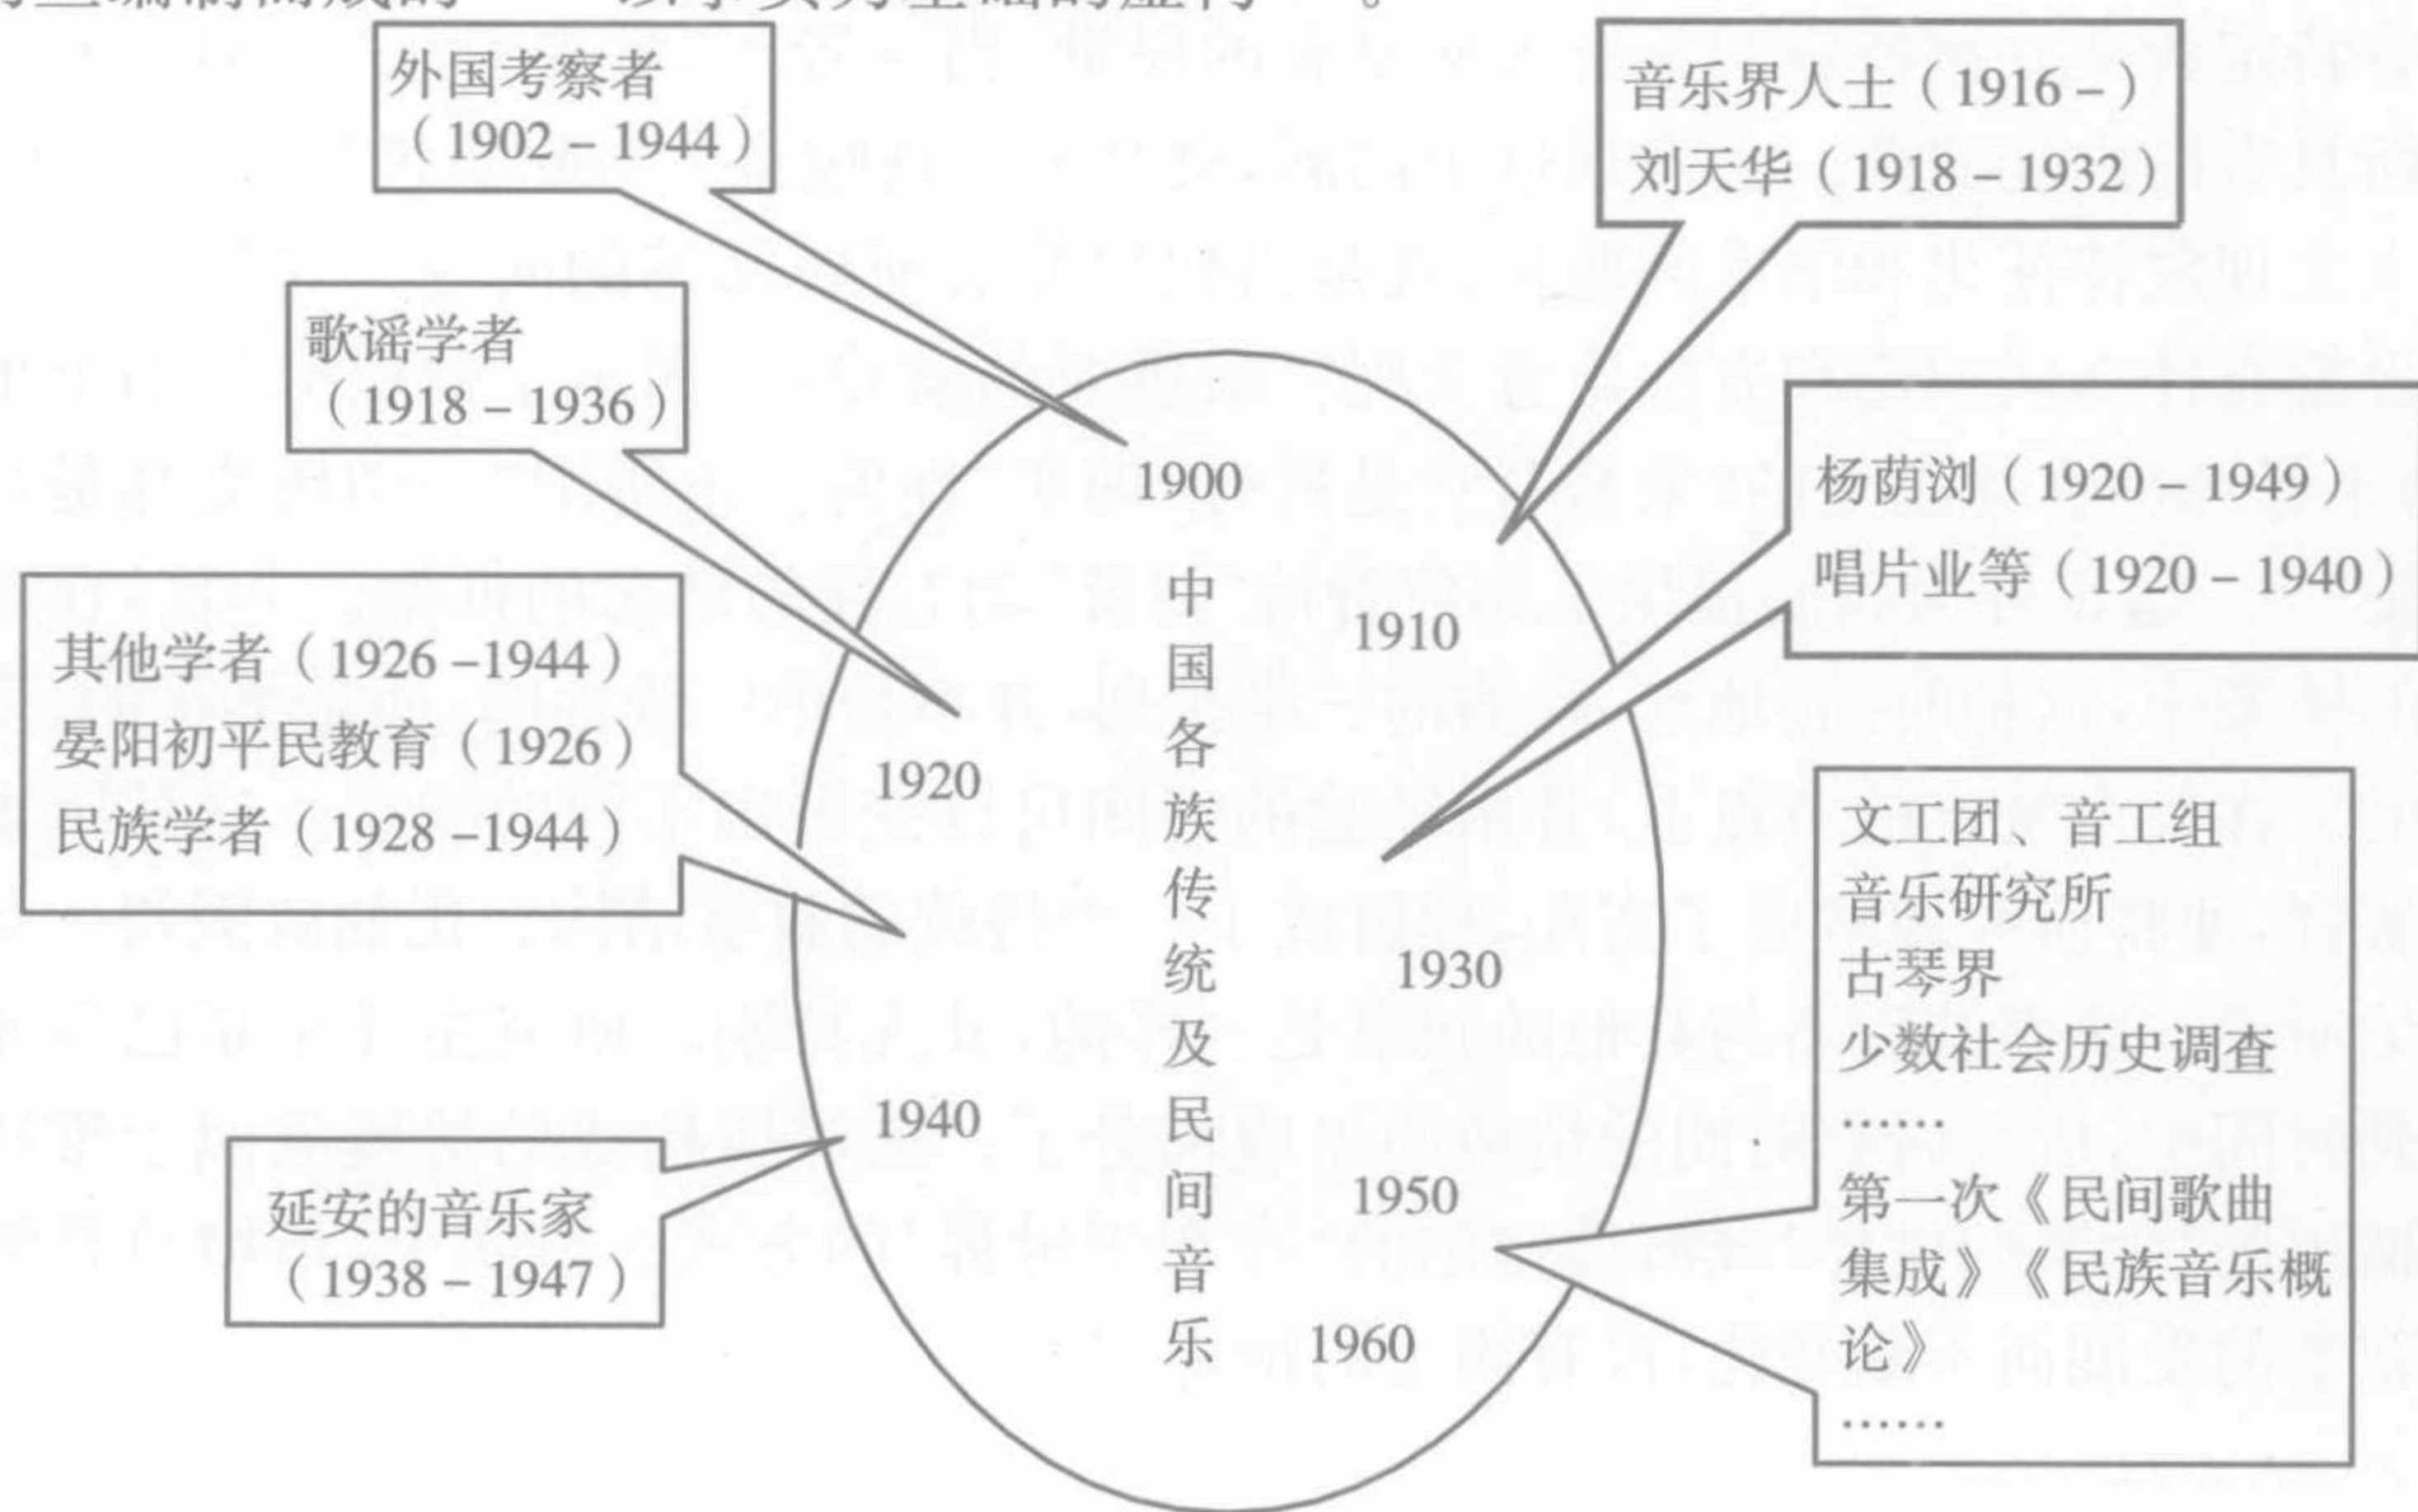 外国考察者
（1902 – 1944）
音乐界人士（1916 – ）
刘天华（1918 – 1932）
歌谣学者
（1918 – 1936）
杨荫浏（1920 – 1949）
唱片业等（1920 – 1940）
其他学者（1926 –1944）
晏阳初平民教育（1926）
民族学者（1928 –1944）
文工团、音工组
音乐研究所
古琴界
少数社会历史调查
……
第一次《民间歌曲
集成》《民族音乐概
论》
……
延安的音乐家
（1938 – 1947）
1900
1910
1920
1930
1940
1950
1960
中国各族传统及民间音乐